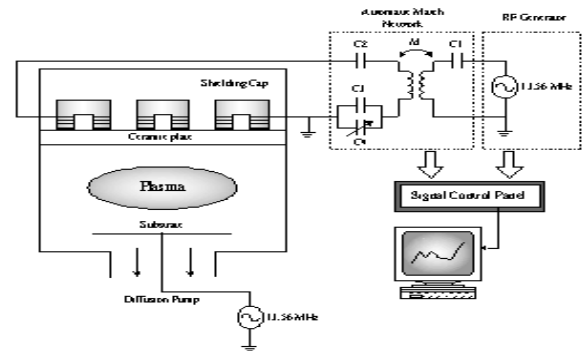 Automatic Match
Network
RF Generator
C2
M
C1
Shielding Cap
C3
13.56 MHz
Ceramic plate
C4
Plasma
Signal Control Panel
Substrate
Diffusion Pump
13.56 MHz